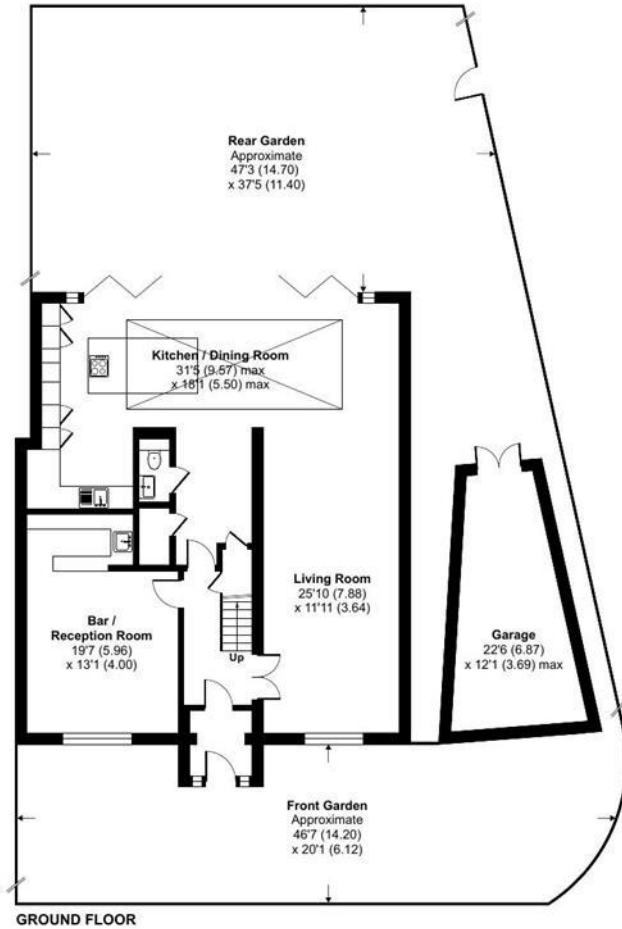 Rear Garden
Approximate
47'3 (14.70)
x 37'5 (11.40)
Kitchen / Dining Room
31'5 (9.57) max
x 18'1 (5.50) max
Living Room
25'10 (7.88)
x 11'11 (3.64)
Bar /
Reception Room
19'7 (5.96)
x 13'1 (4.00)
Up
Garage
22'6 (6.87)
x 12'1 (3.69) max
Front Garden
Approximate
46'7 (14.20)
x 20'1 (6.12)
GROUND FLOOR